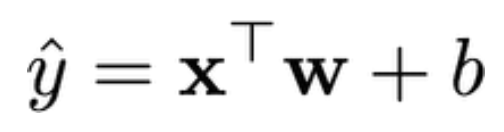 ŷ = x⊤w + b